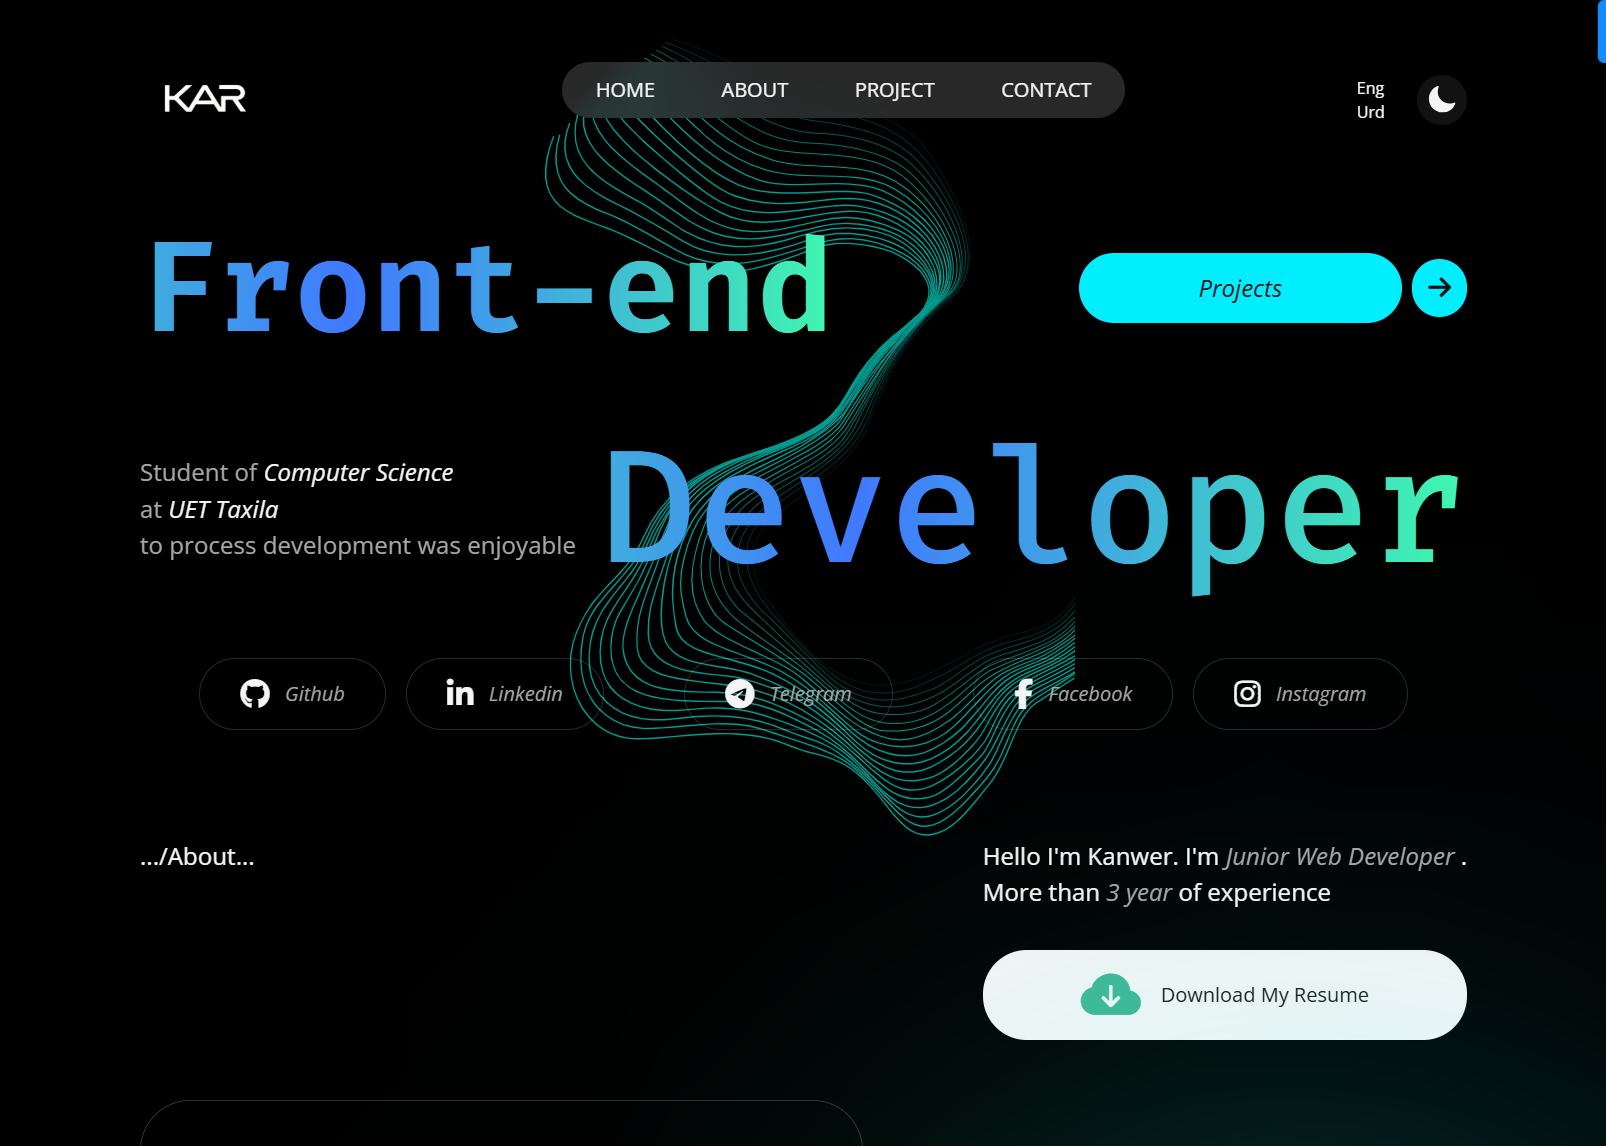 KAR
HOME ABOUT PROJECT CONTACT
Eng
Urd
Front-end
Projects
Student of Computer Science
at UET Taxila
to process development was enjoyable
Developer
Github Linkedin Telegram Facebook Instagram
.../About...
Hello I'm Kanwer. I'm Junior Web Developer .
More than 3 year of experience
Download My Resume